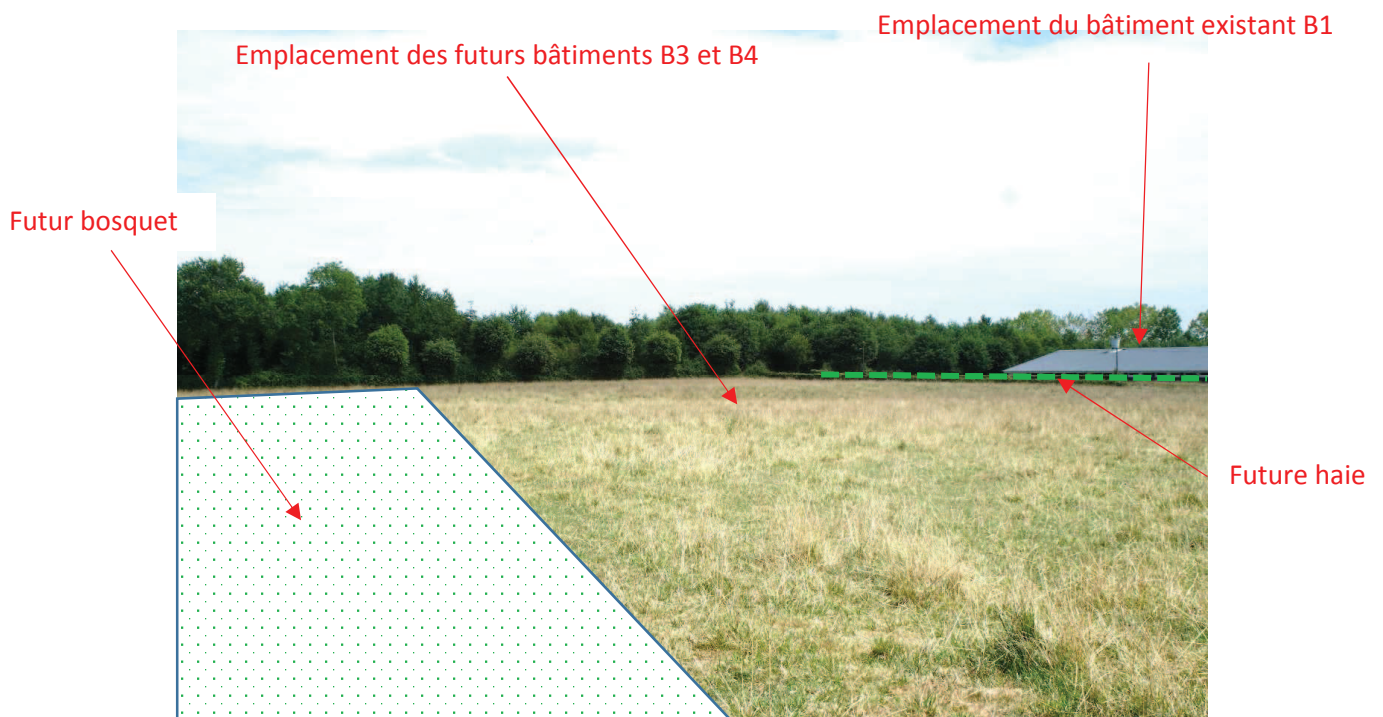 Emplacement du bâtiment existant B1
Emplacement des futurs bâtiments B3 et B4
Futur bosquet
Future haie